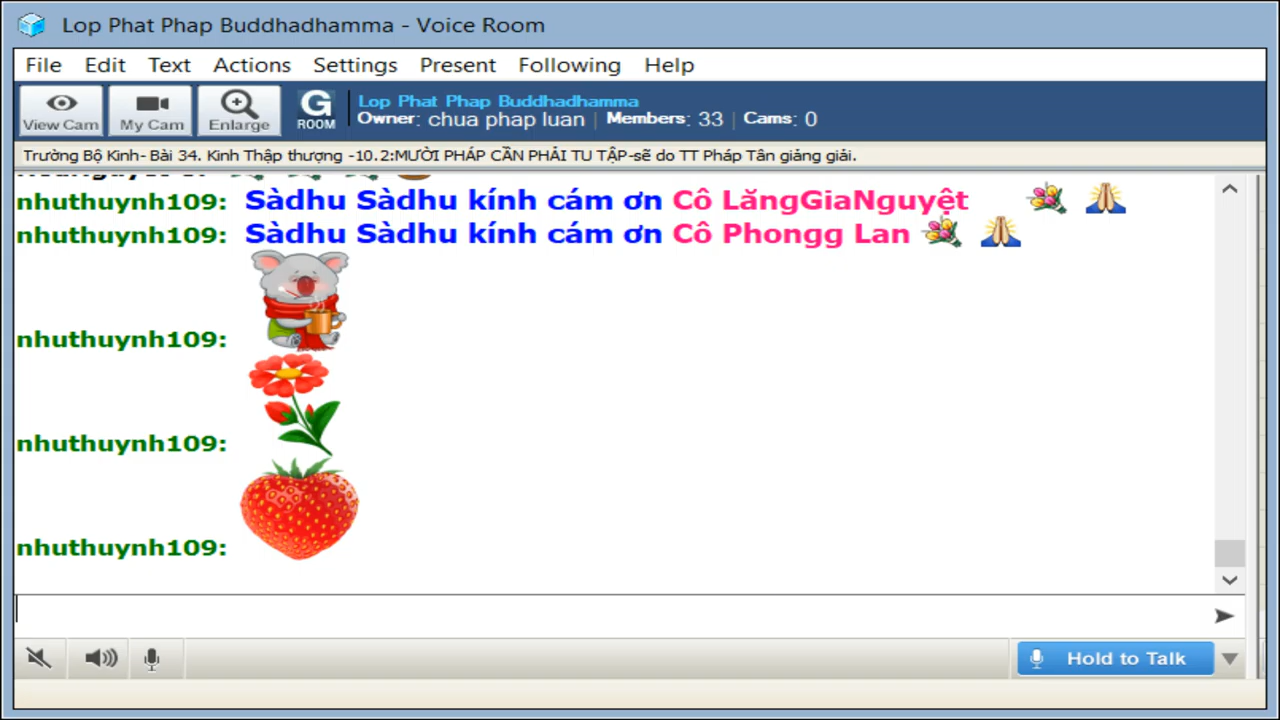 Lop Phat Phap Buddhadhamma - Voice Room
File Edit Text Actions Settings Present Following Help
View Cam My Cam Enlarge G ROOM
Lop Phat Phap Buddhadhamma
Owner: chua phap luan | Members: 33 | Cams: 0
Trường Bộ Kinh- Bài 34. Kinh Thập thượng -10.2:MƯỜI PHÁP CẦN PHẢI TU TẬP-sẽ do TT Pháp Tân giảng giải.
nhuthuynh109: Sàdhu Sàdhu kính cám ơn Cô LăngGiaNguyệt
nhuthuynh109: Sàdhu Sàdhu kính cám ơn Cô Phongg Lan
nhuthuynh109:
nhuthuynh109:
nhuthuynh109:
Hold to Talk